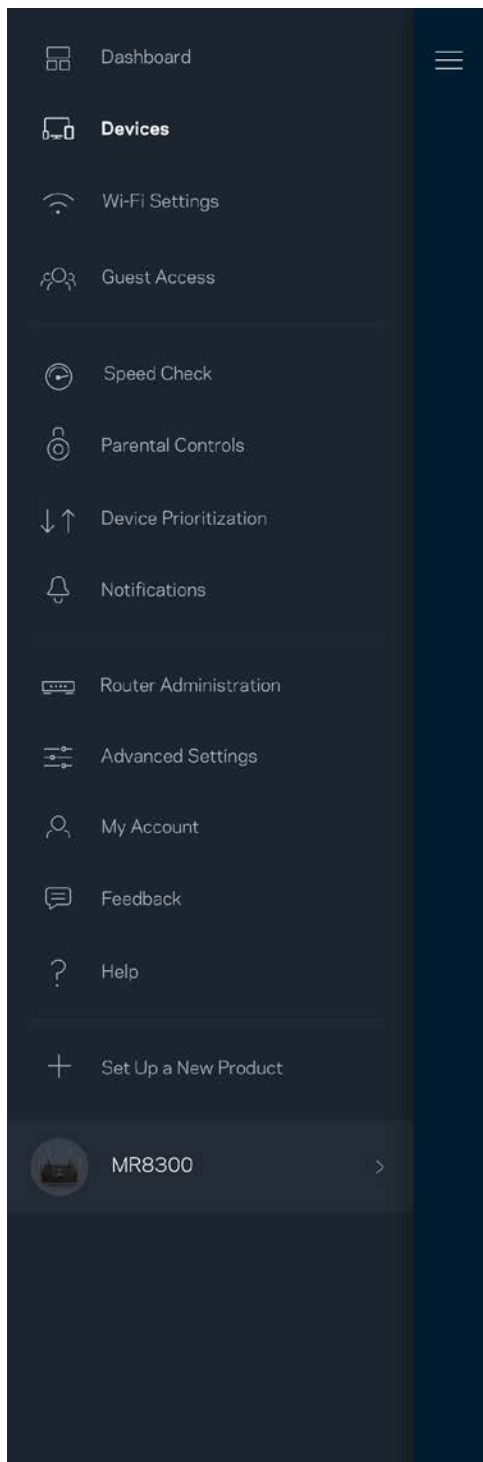 Dashboard
Devices
Wi-Fi Settings
Guest Access
Speed Check
Parental Controls
Device Prioritization
Notifications
Router Administration
Advanced Settings
My Account
Feedback
Help
Set Up a New Product
MR8300